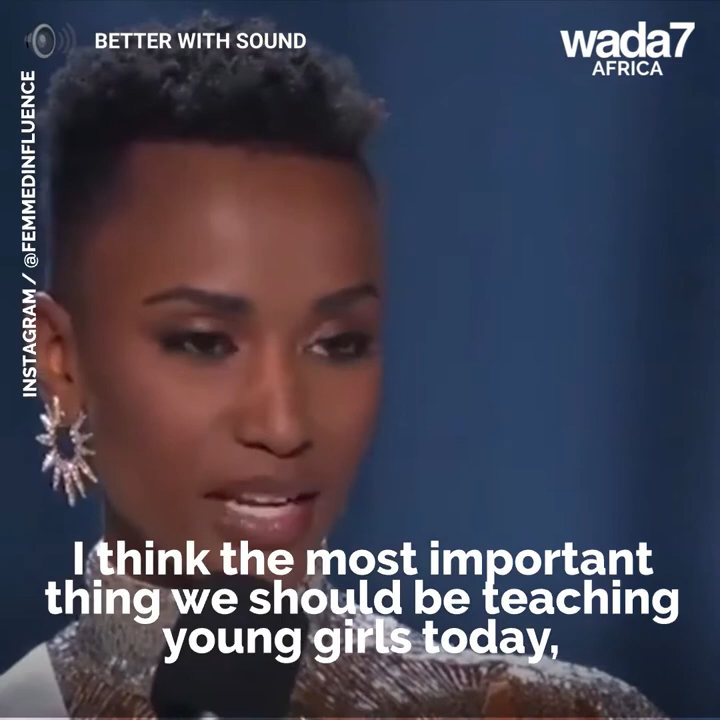 BETTER WITH SOUND
wada7
AFRICA
INSTAGRAM / @FEMMEDINFLUENCE
I think the most important
thing we should be teaching
young girls today,